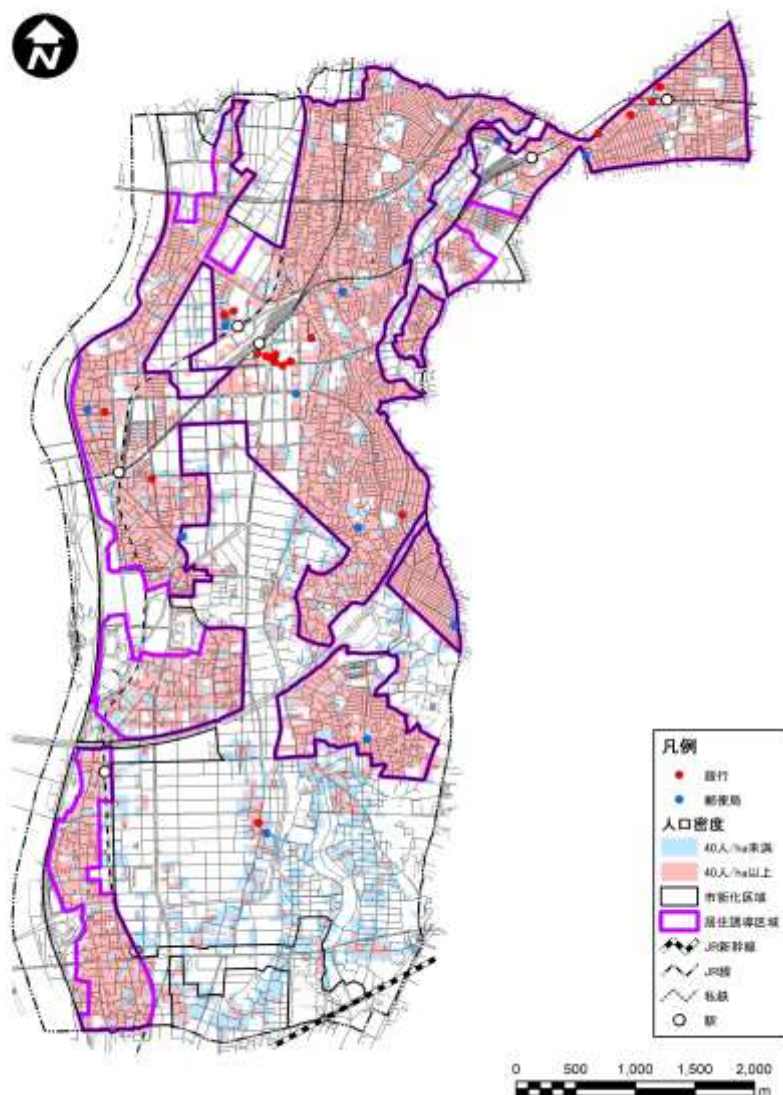 N
凡例
銀行
郵便局
人口密度
40人/ha未満
40人/ha以上
市街化区域
居住誘導区域
JR新幹線
JR線
私鉄
駅
0 500 1,000 1,500 2,000
m